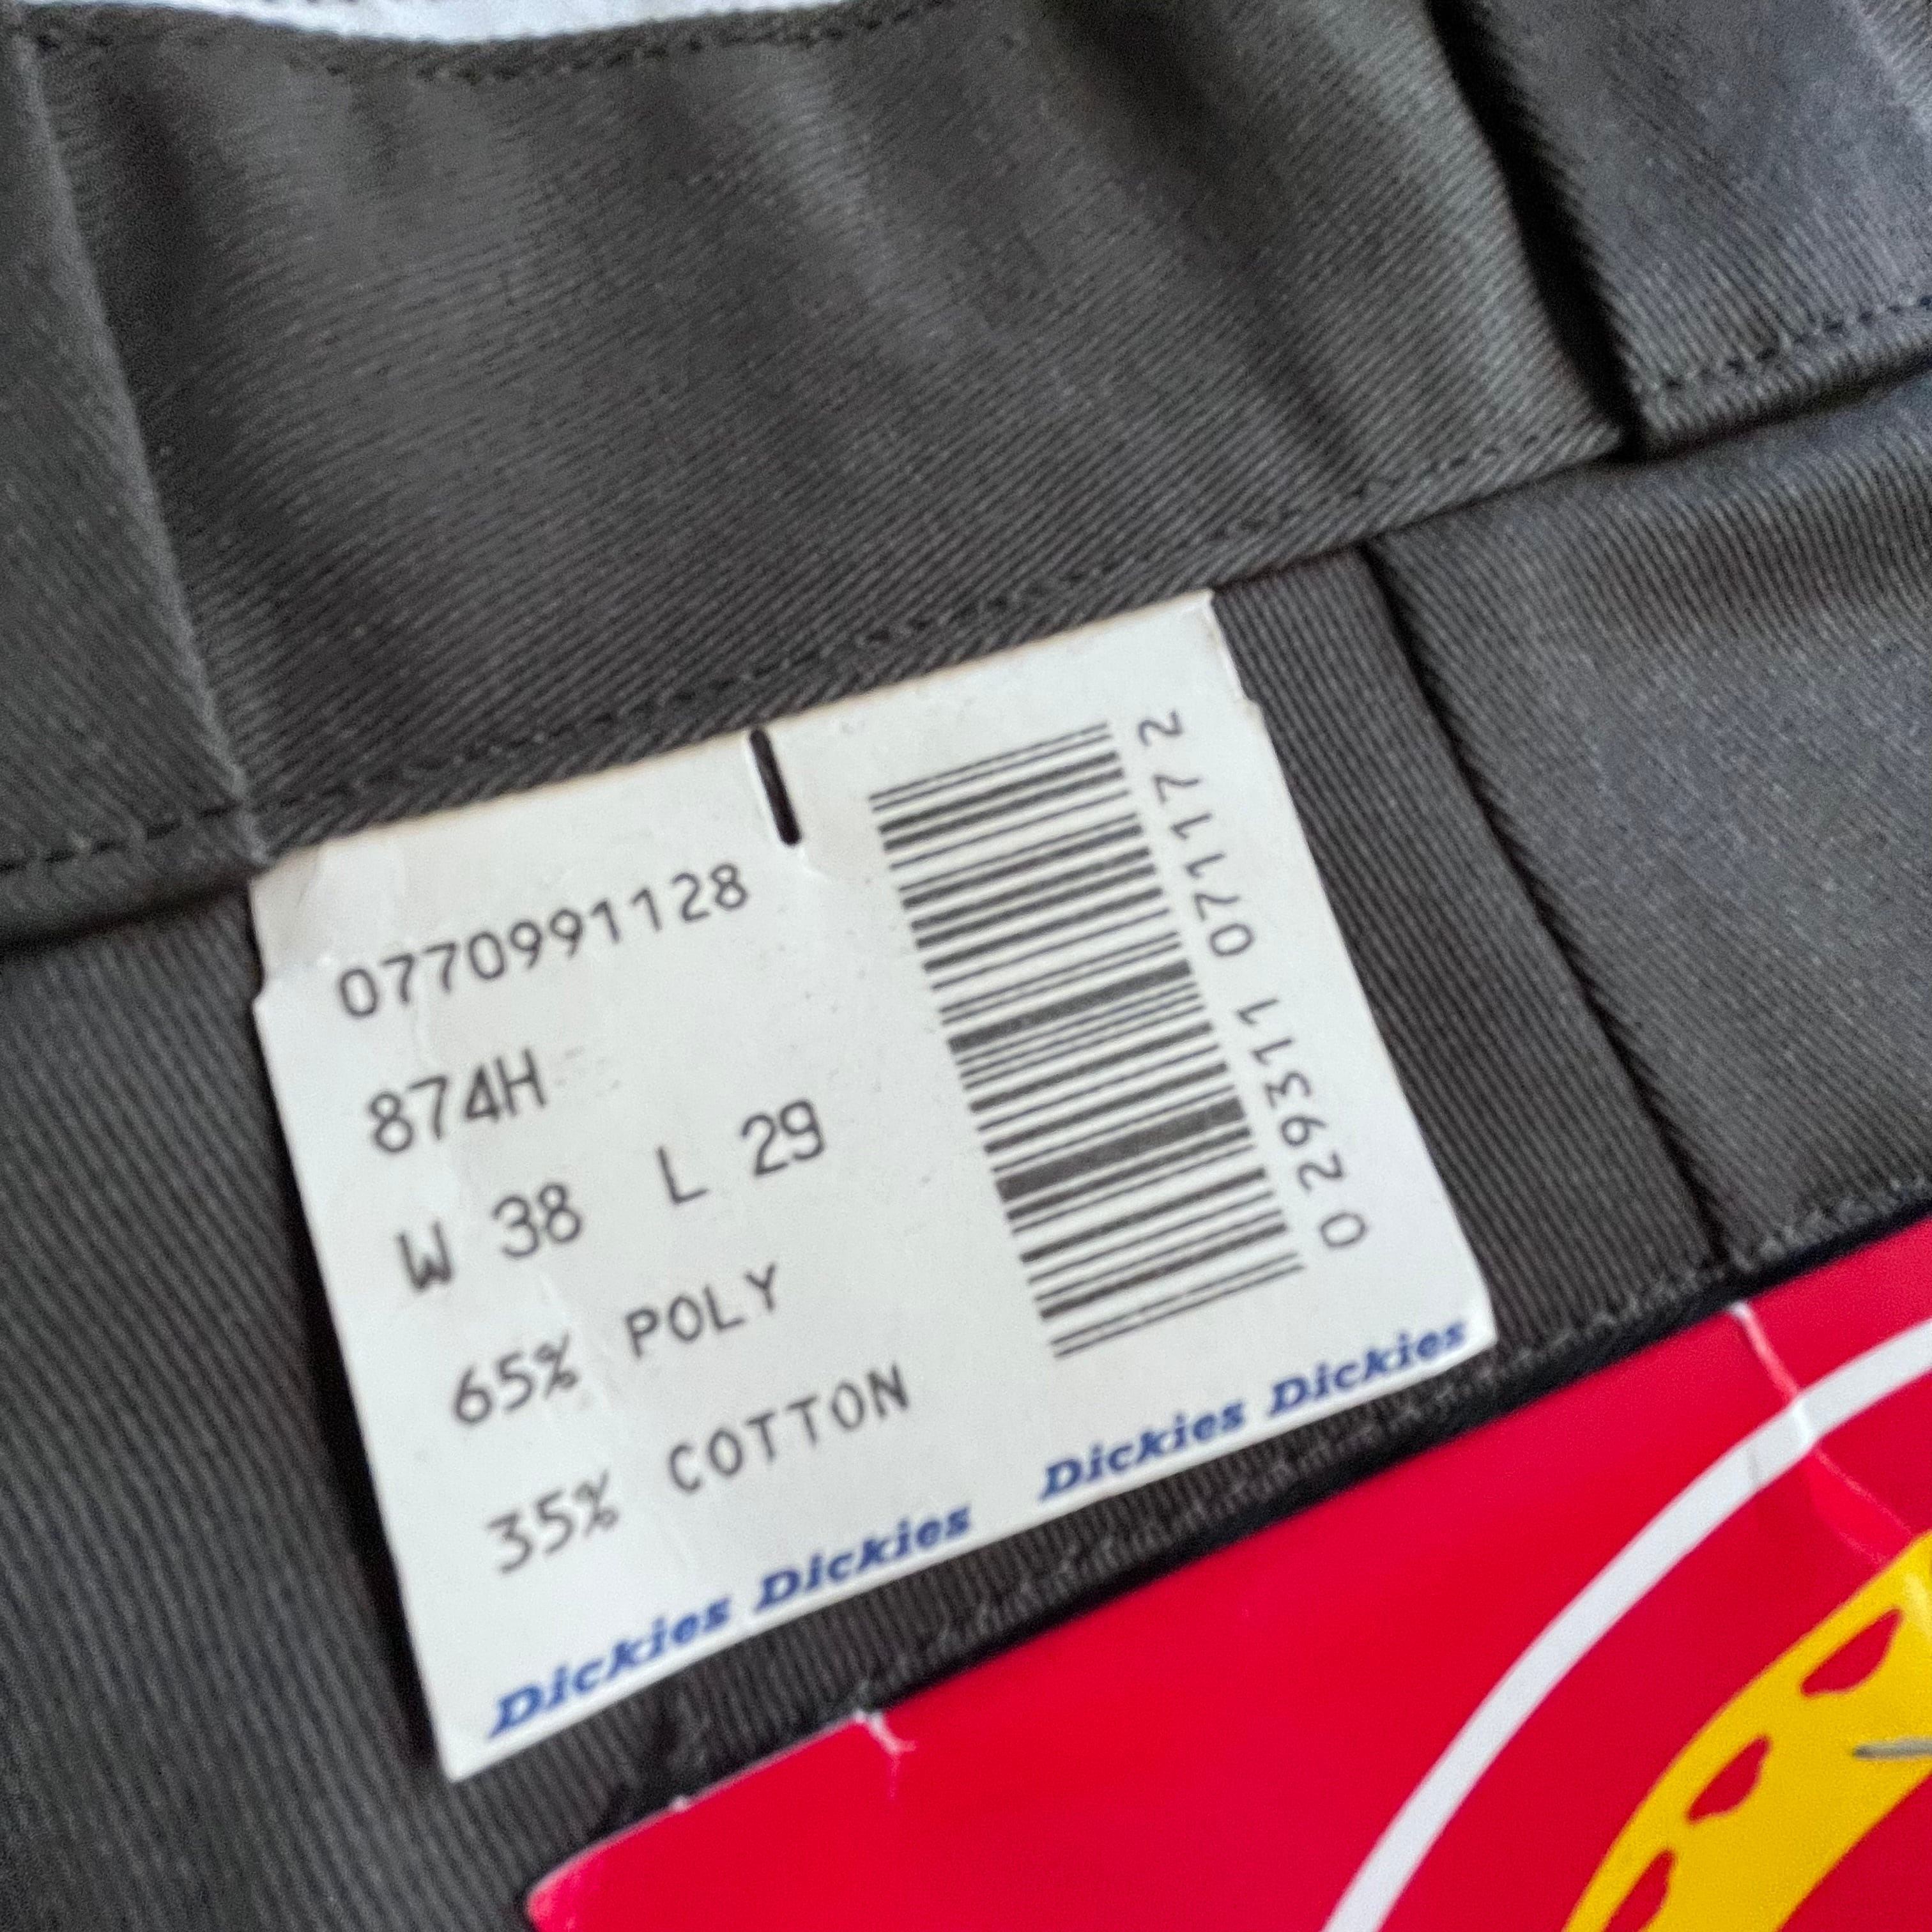 0770991128
874H
W 38 L 29
65% POLY
35% COTTON
0 29311 07117 2
Dickies Dickies Dickies Dickies